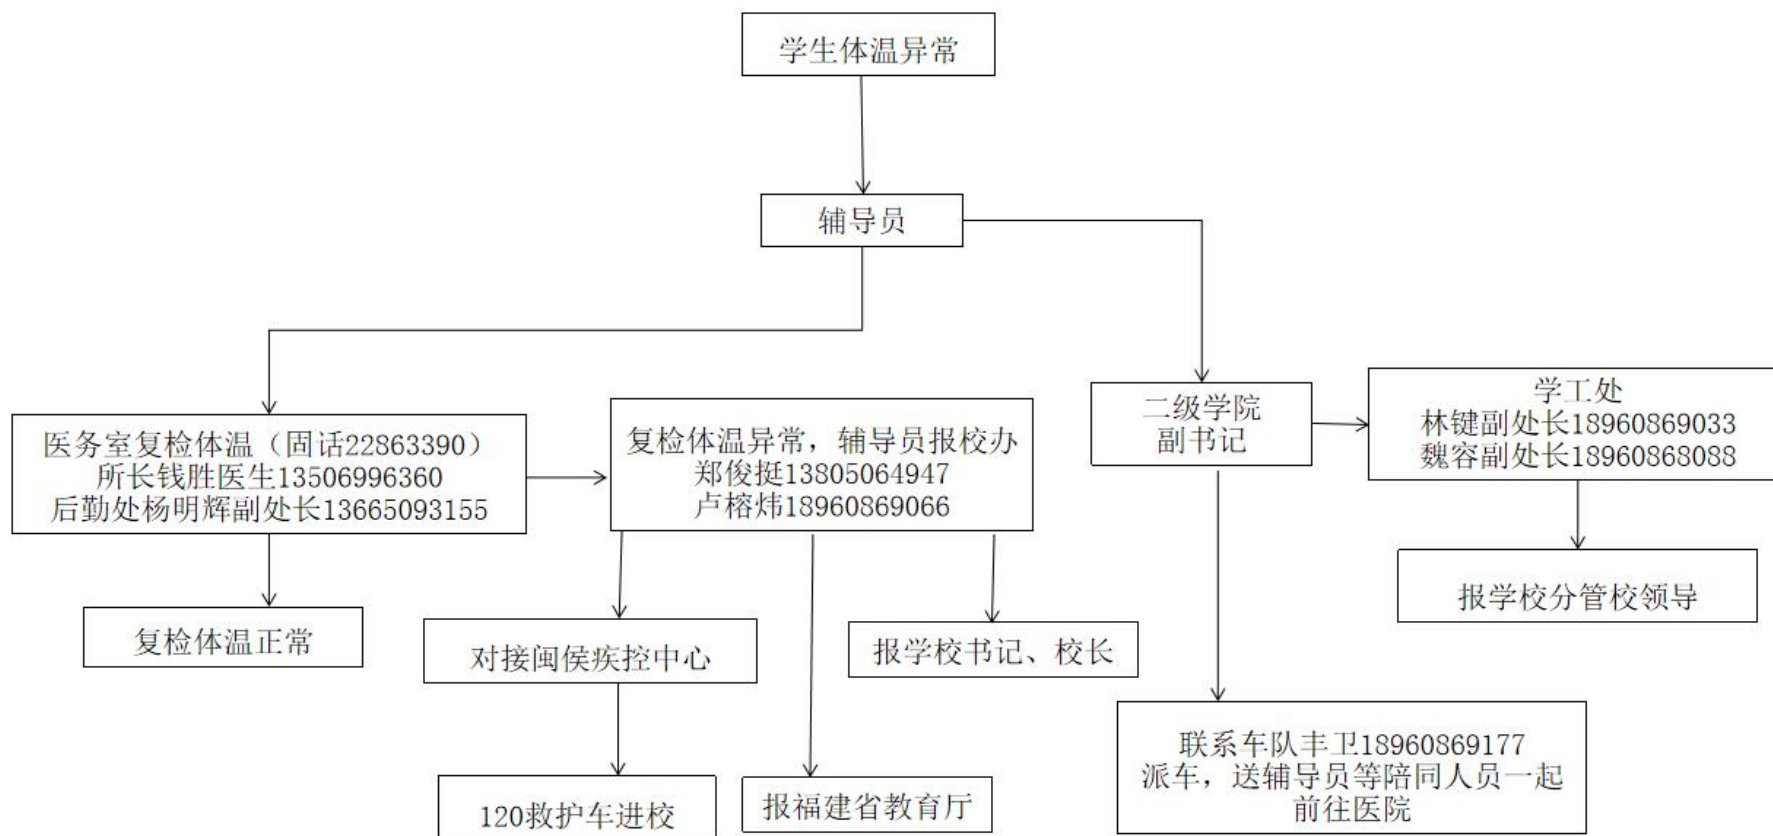 学生体温异常
辅导员
医务室复检体温（固话22863390）
所长钱胜医生13506996360
后勤处杨明辉副处长13665093155
复检体温异常，辅导员报校办
郑俊挺13805064947
卢榕炜18960869066
二级学院
副书记
学工处
林键副处长18960869033
魏容副处长18960868088
复检体温正常
对接闽侯疾控中心
报学校书记、校长
报学校分管校领导
120救护车进校
报福建省教育厅
联系车队丰卫18960869177
派车，送辅导员等陪同人员一起
前往医院